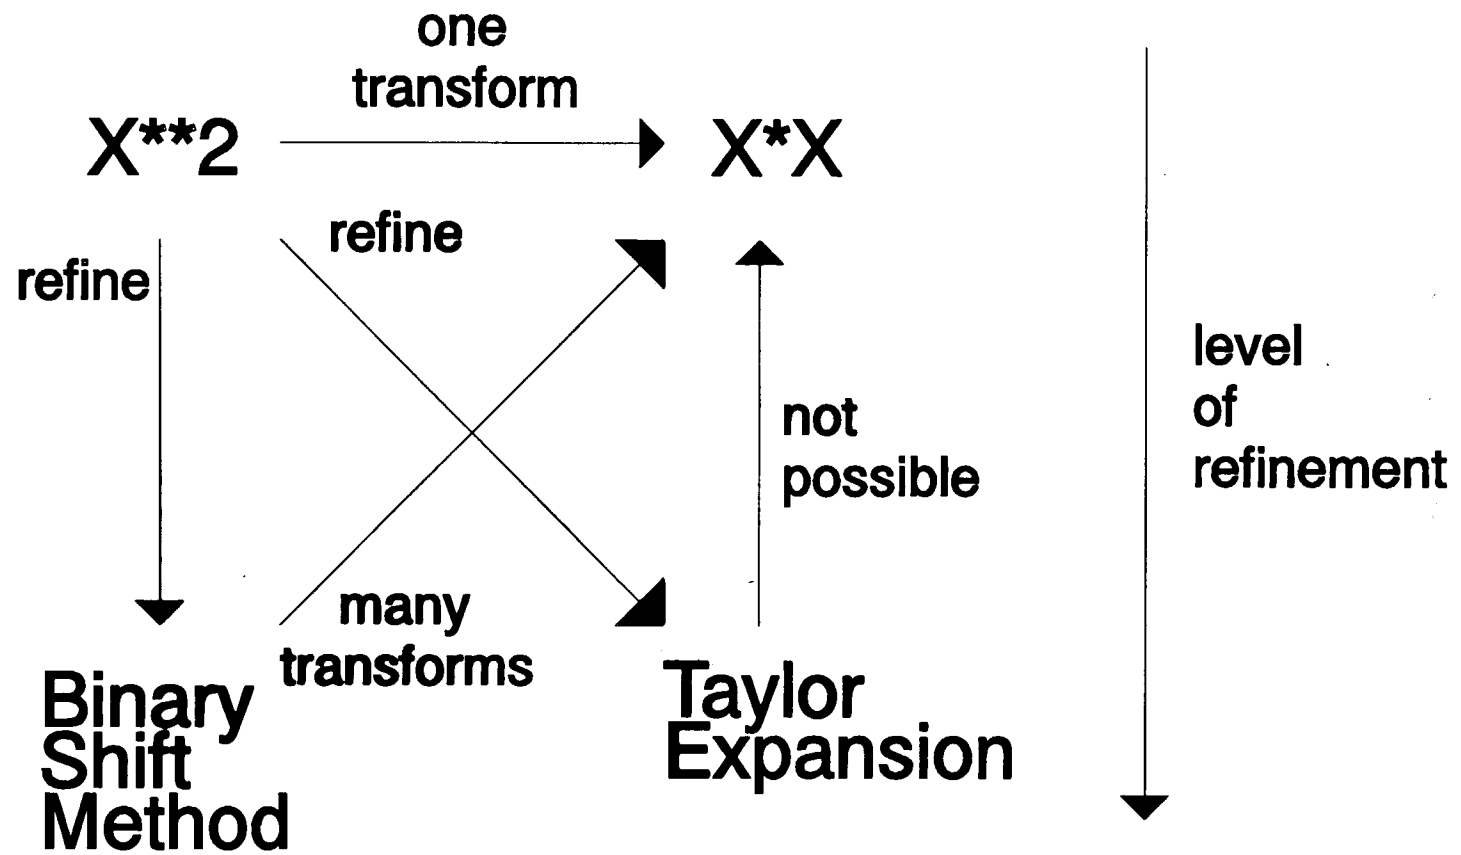 one
transform
X**2
X*X
refine
refine
level
of
refinement
not
possible
many
transforms
Binary
Shift
Method
Taylor
Expansion